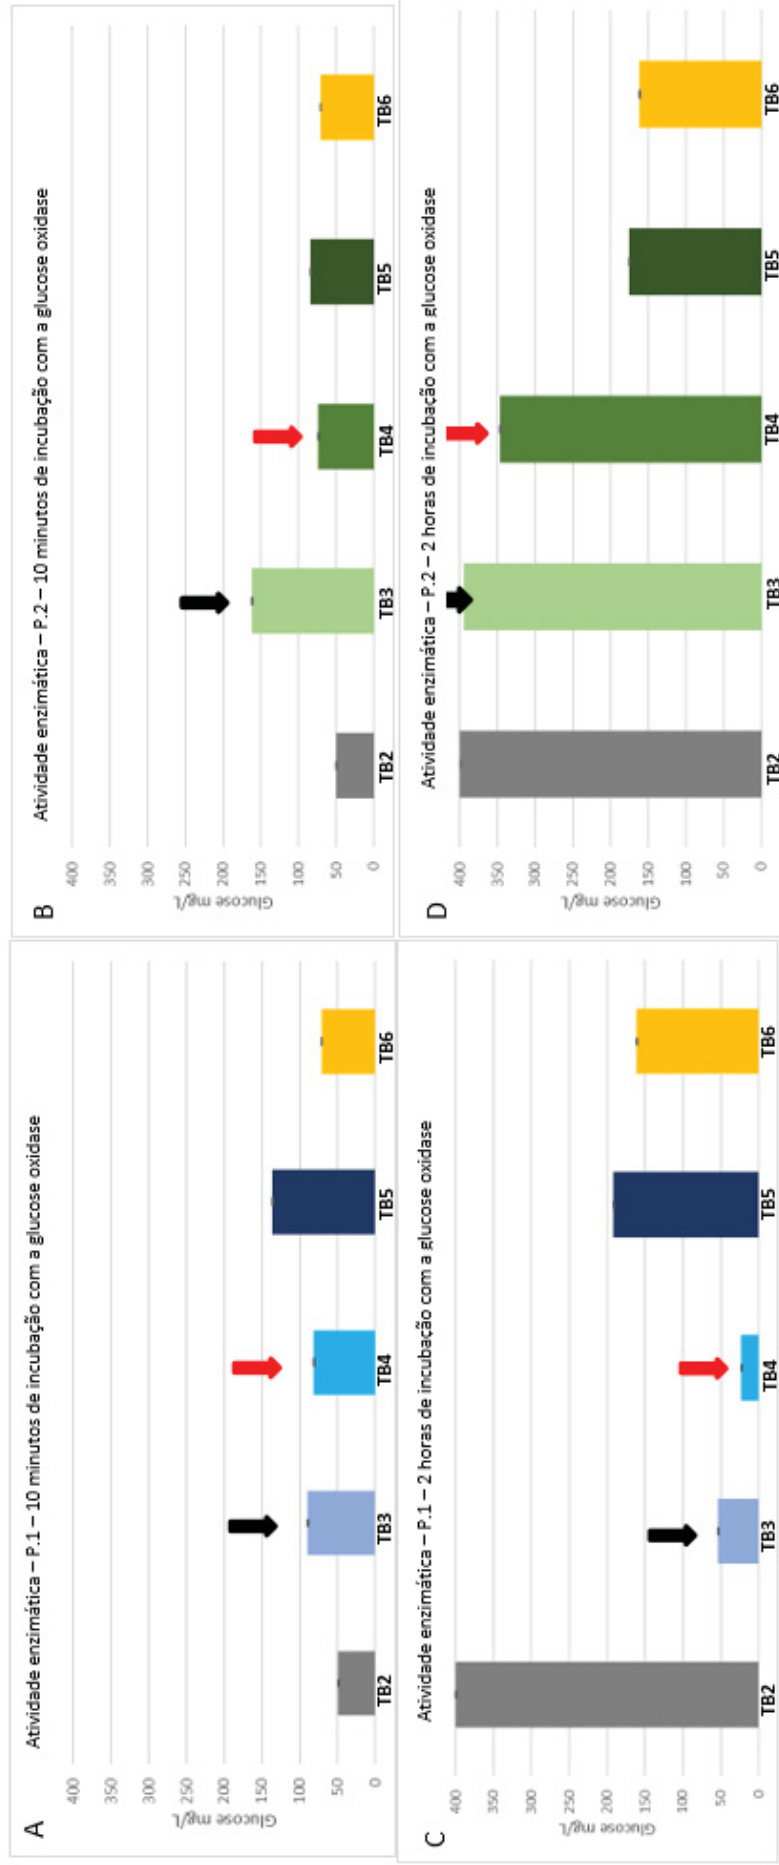 A
Atividade enzimática – P.1 – 10 minutos de incubação com a glucose oxidase
Glucose mg/L
400
350
300
250
200
150
100
50
0
TB2 TB3 TB4 TB5 TB6
B
Atividade enzimática – P.2 – 10 minutos de incubação com a glucose oxidase
Glucose mg/L
400
350
300
250
200
150
100
50
0
TB2 TB3 TB4 TB5 TB6
C
Atividade enzimática – P.1 – 2 horas de incubação com a glucose oxidase
Glucose mg/L
400
350
300
250
200
150
100
50
0
TB2 TB3 TB4 TB5 TB6
D
Atividade enzimática – P.2 – 2 horas de incubação com a glucose oxidase
Glucose mg/L
400
350
300
250
200
150
100
50
0
TB2 TB3 TB4 TB5 TB6